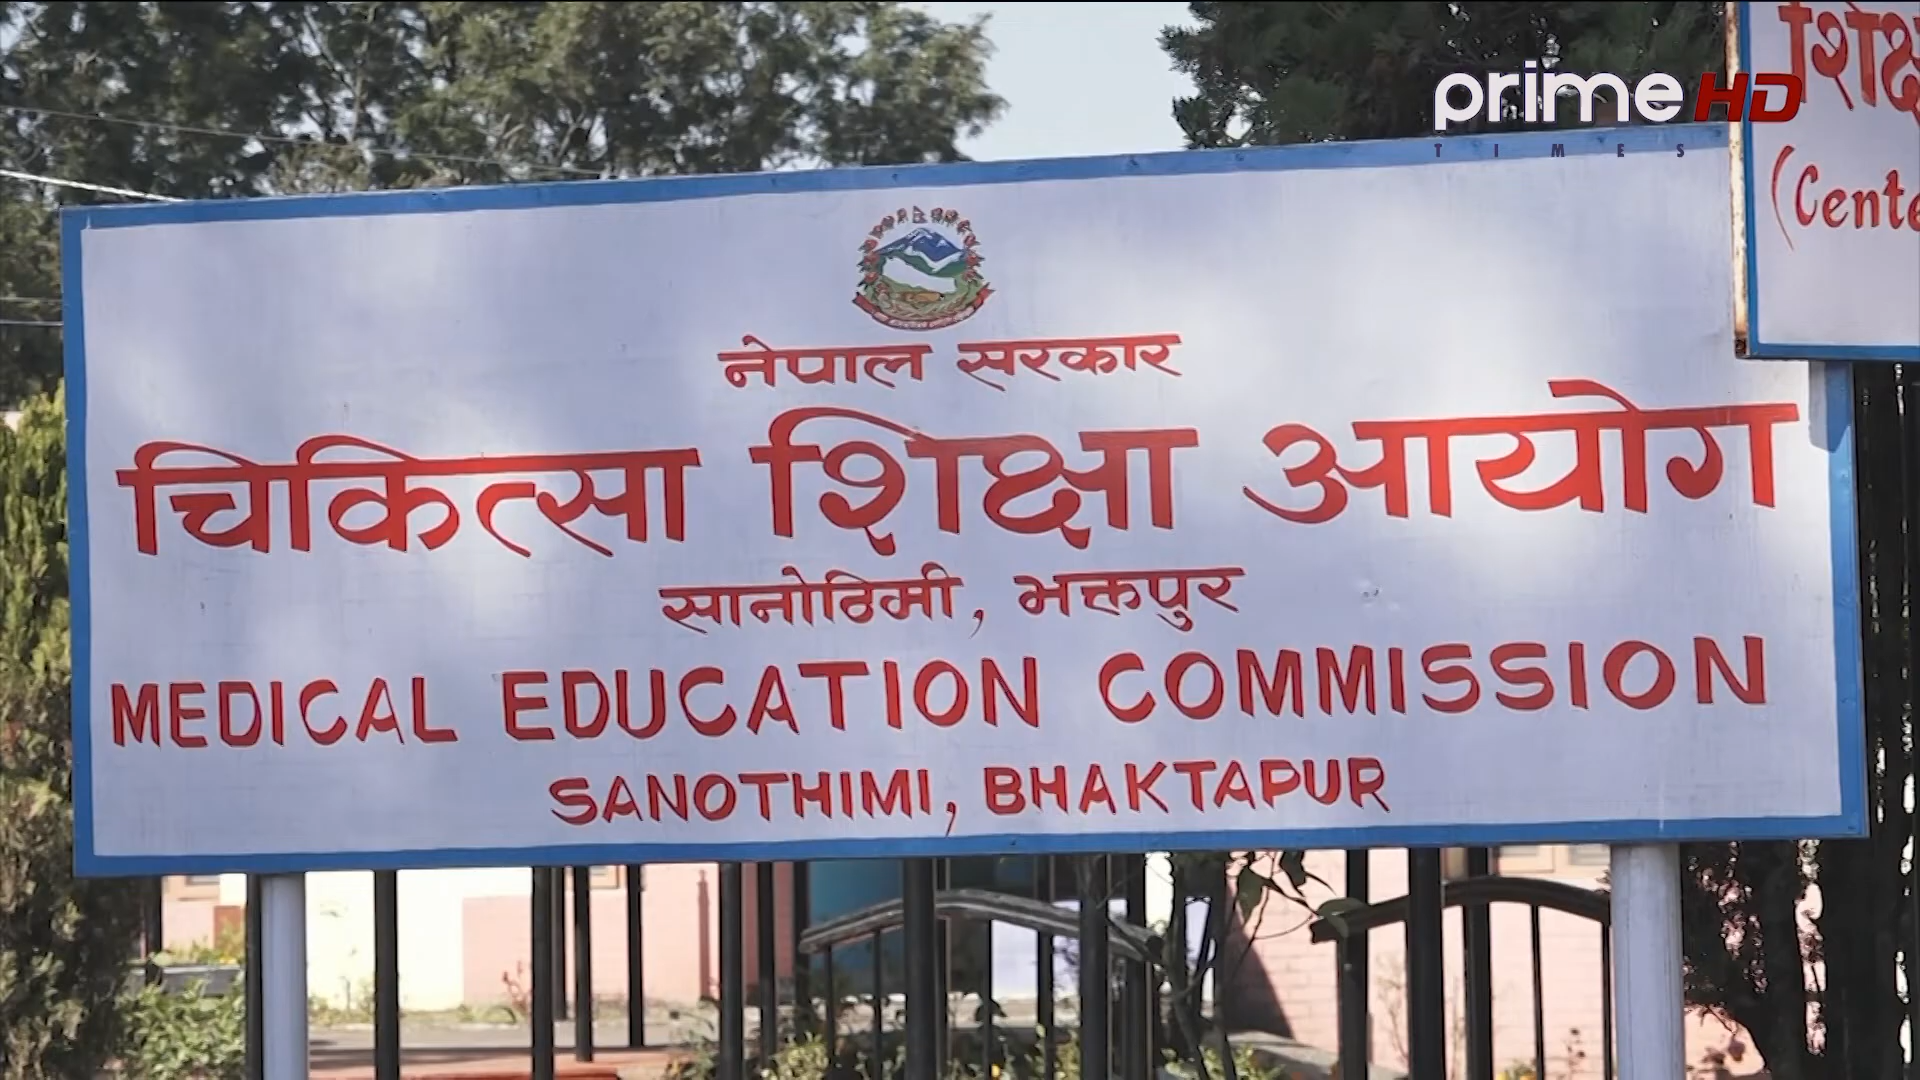 prime HD
TIMES
नेपाल सरकार
चिकित्सा शिक्षा आयोग
सानोठिमी, भक्तपुर
MEDICAL EDUCATION COMMISSION
SANOTHIMI, BHAKTAPUR